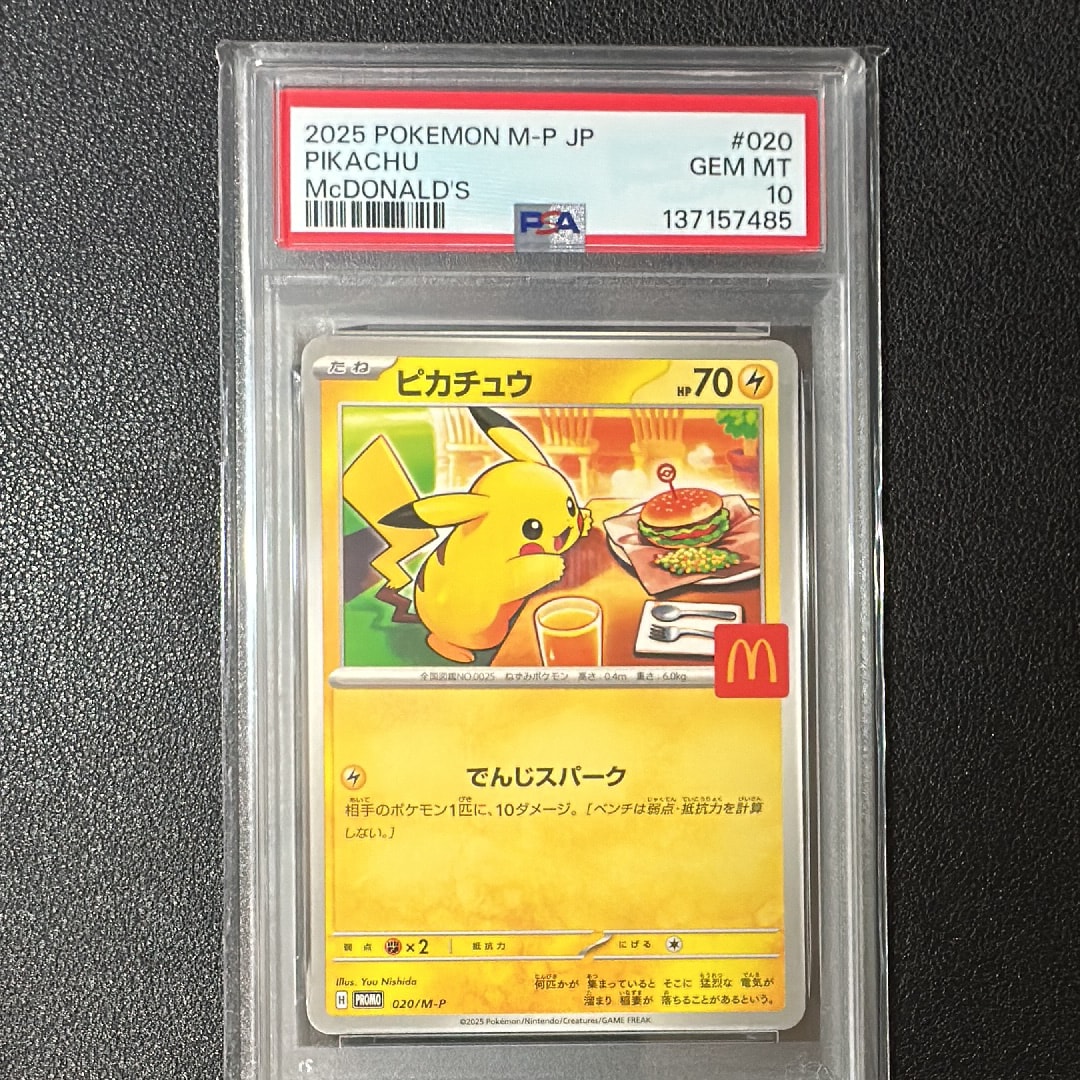 2025 POKEMON M-P JP #020
PIKACHU GEM MT
McDONALD'S 10
PSA 137157485
たね ピカチュウ HP70
M
全国図鑑NO.0025 ねずみポケモン 高さ:0.4m 重さ:6.0kg
でんじスパーク
相手のポケモン1匹に、10ダメージ。[ベンチは弱点・抵抗力を計算
しない。]
弱点 ×2 抵抗力 にげる
Illus. Yuu Nishida
何匹かが 集まっていると そこに 猛烈な 電気が
溜まり 稲妻が 落ちることがあるという。
H PROMO 020/M-P
©2025 Pokémon/Nintendo/Creatures/GAME FREAK